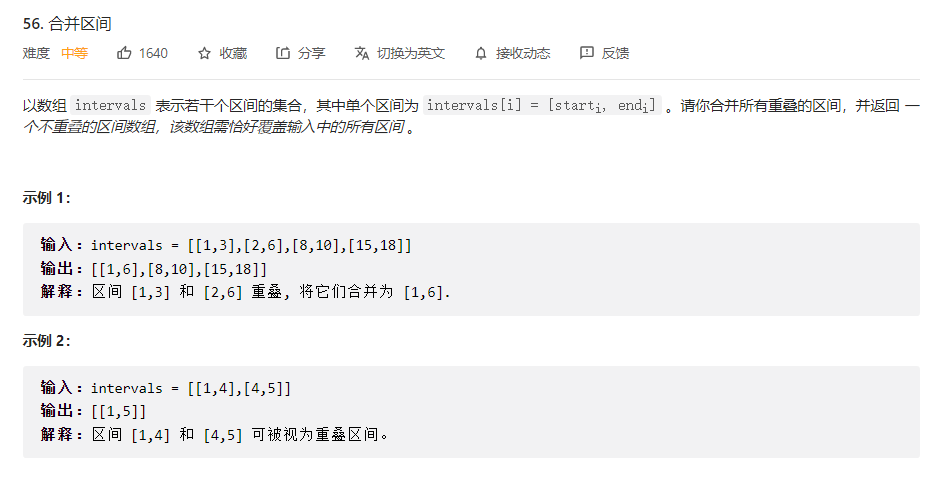 56. 合并区间
难度 中等 1640 收藏 分享 切换为英文 接收动态 反馈
以数组 intervals 表示若干个区间的集合，其中单个区间为 intervals[i] = [starti, endi] 。请你合并所有重叠的区间，并返回 一
个不重叠的区间数组，该数组需恰好覆盖输入中的所有区间 。
示例 1：
输入：intervals = [[1,3],[2,6],[8,10],[15,18]]
输出：[[1,6],[8,10],[15,18]]
解释：区间 [1,3] 和 [2,6] 重叠, 将它们合并为 [1,6].
示例 2：
输入：intervals = [[1,4],[4,5]]
输出：[[1,5]]
解释：区间 [1,4] 和 [4,5] 可被视为重叠区间。